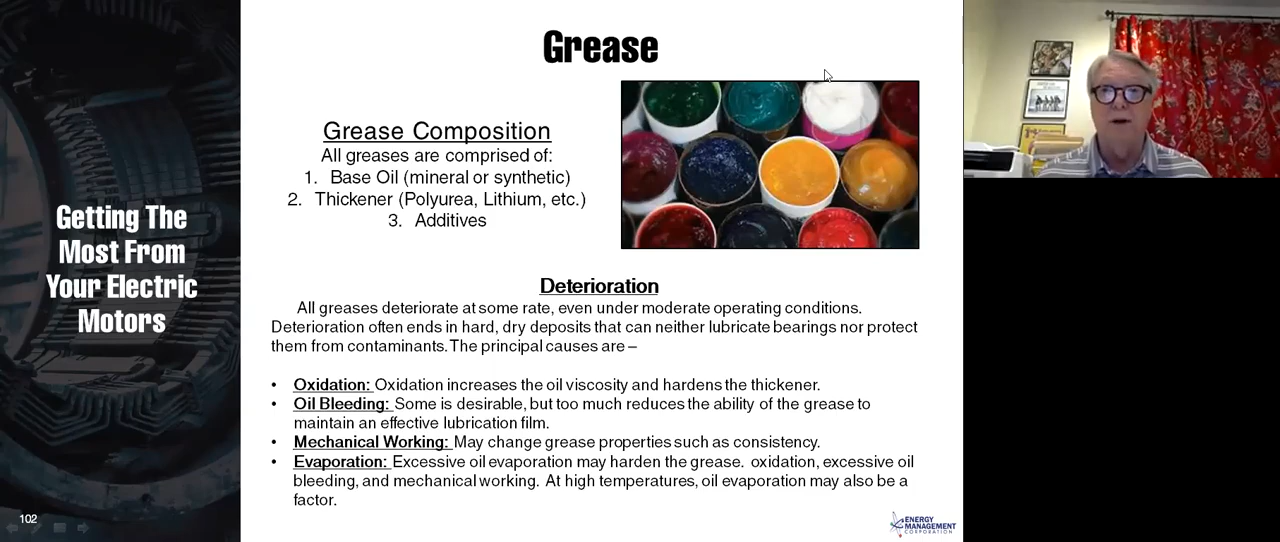 Getting The
Most From
Your Electric
Motors
102
Grease
Grease Composition
All greases are comprised of:
1. Base Oil (mineral or synthetic)
2. Thickener (Polyurea, Lithium, etc.)
3. Additives
Deterioration
All greases deteriorate at some rate, even under moderate operating conditions.
Deterioration often ends in hard, dry deposits that can neither lubricate bearings nor protect
them from contaminants. The principal causes are –
• Oxidation: Oxidation increases the oil viscosity and hardens the thickener.
• Oil Bleeding: Some is desirable, but too much reduces the ability of the grease to
maintain an effective lubrication film.
• Mechanical Working: May change grease properties such as consistency.
• Evaporation: Excessive oil evaporation may harden the grease. oxidation, excessive oil
bleeding, and mechanical working. At high temperatures, oil evaporation may also be a
factor.
ENERGY
MANAGEMENT
CORPORATION